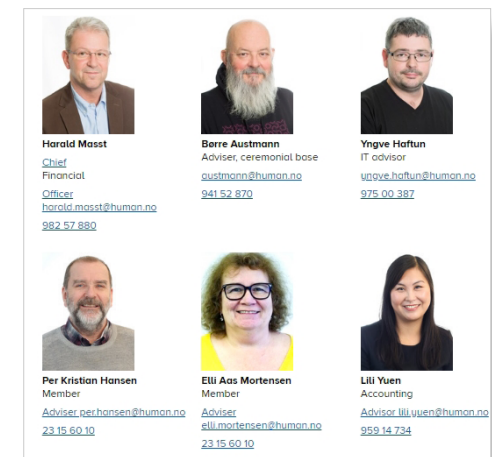 Harald Masst
Chief
Financial
Officer
harald.masst@human.no
982 57 880
Børre Austmann
Adviser, ceremonial base
austmann@human.no
941 52 870
Yngve Haftun
IT advisor
yngve.haftun@human.no
975 00 387
Per Kristian Hansen
Member
Adviser per.hansen@human.no
23 15 60 10
Elli Aas Mortensen
Member
Adviser
elli.mortensen@human.no
23 15 60 10
Lili Yuen
Accounting
Advisor lili.yuen@human.no
959 14 734